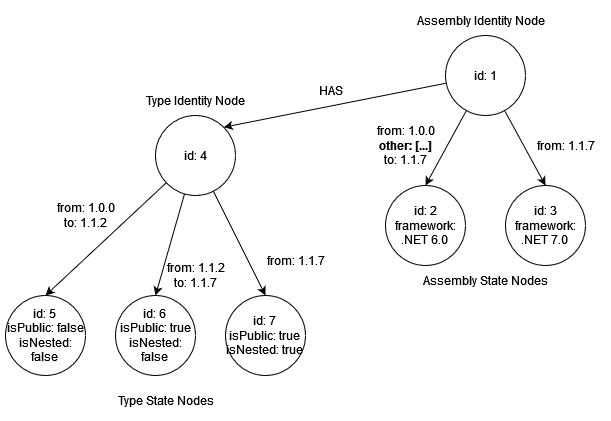 Assembly Identity Node
id: 1
HAS
Type Identity Node
id: 4
from: 1.0.0
other: [...]
to: 1.1.7
from: 1.1.7
id: 2
framework:
.NET 6.0
id: 3
framework:
.NET 7.0
Assembly State Nodes
from: 1.0.0
to: 1.1.2
from: 1.1.2
to: 1.1.7
from: 1.1.7
id: 5
isPublic: false
isNested:
false
id: 6
isPublic: true
isNested:
false
id: 7
isPublic: true
isNested: true
Type State Nodes